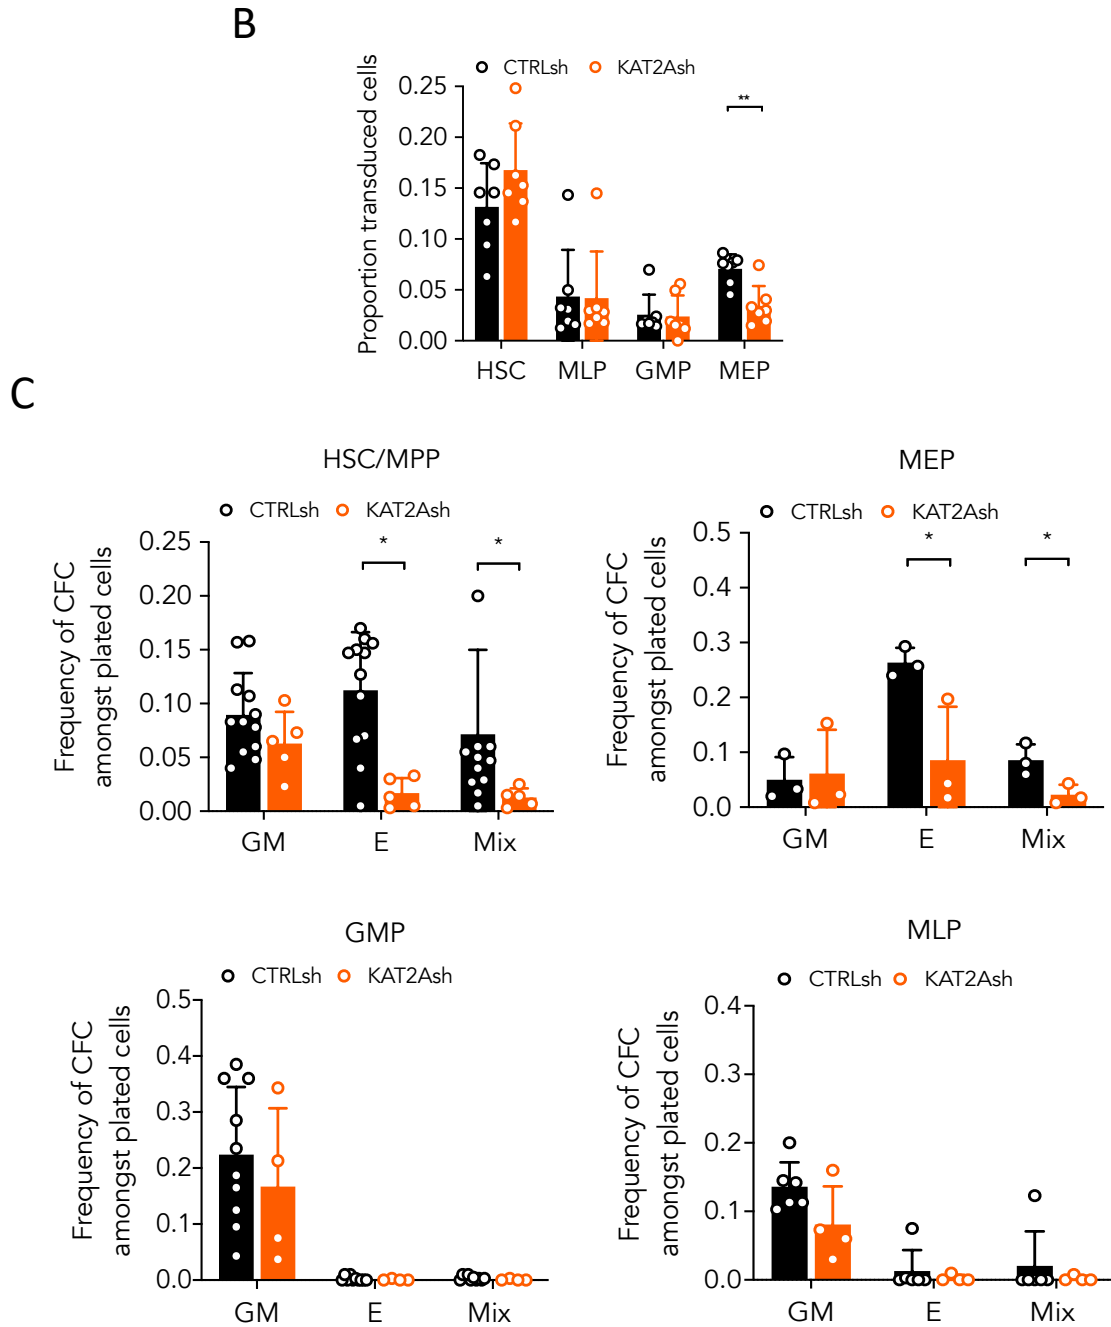 B
CTRLsh KAT2Ash
Proportion transduced cells
0.25
0.20
0.15
0.10
0.05
0.00
**
HSC MLP GMP MEP
C
HSC/MPP
CTRLsh KAT2Ash
Frequency of CFC
amongst plated cells
0.25
0.20
0.15
0.10
0.05
0.00
* *
GM E Mix
MEP
CTRLsh KAT2Ash
Frequency of CFC
amongst plated cells
0.5
0.4
0.3
0.2
0.1
0.0
* *
GM E Mix
GMP
CTRLsh KAT2Ash
Frequency of CFC
amongst plated cells
0.5
0.4
0.3
0.2
0.1
0.0
GM E Mix
MLP
CTRLsh KAT2Ash
Frequency of CFC
amongst plated cells
0.4
0.3
0.2
0.1
0.0
GM E Mix